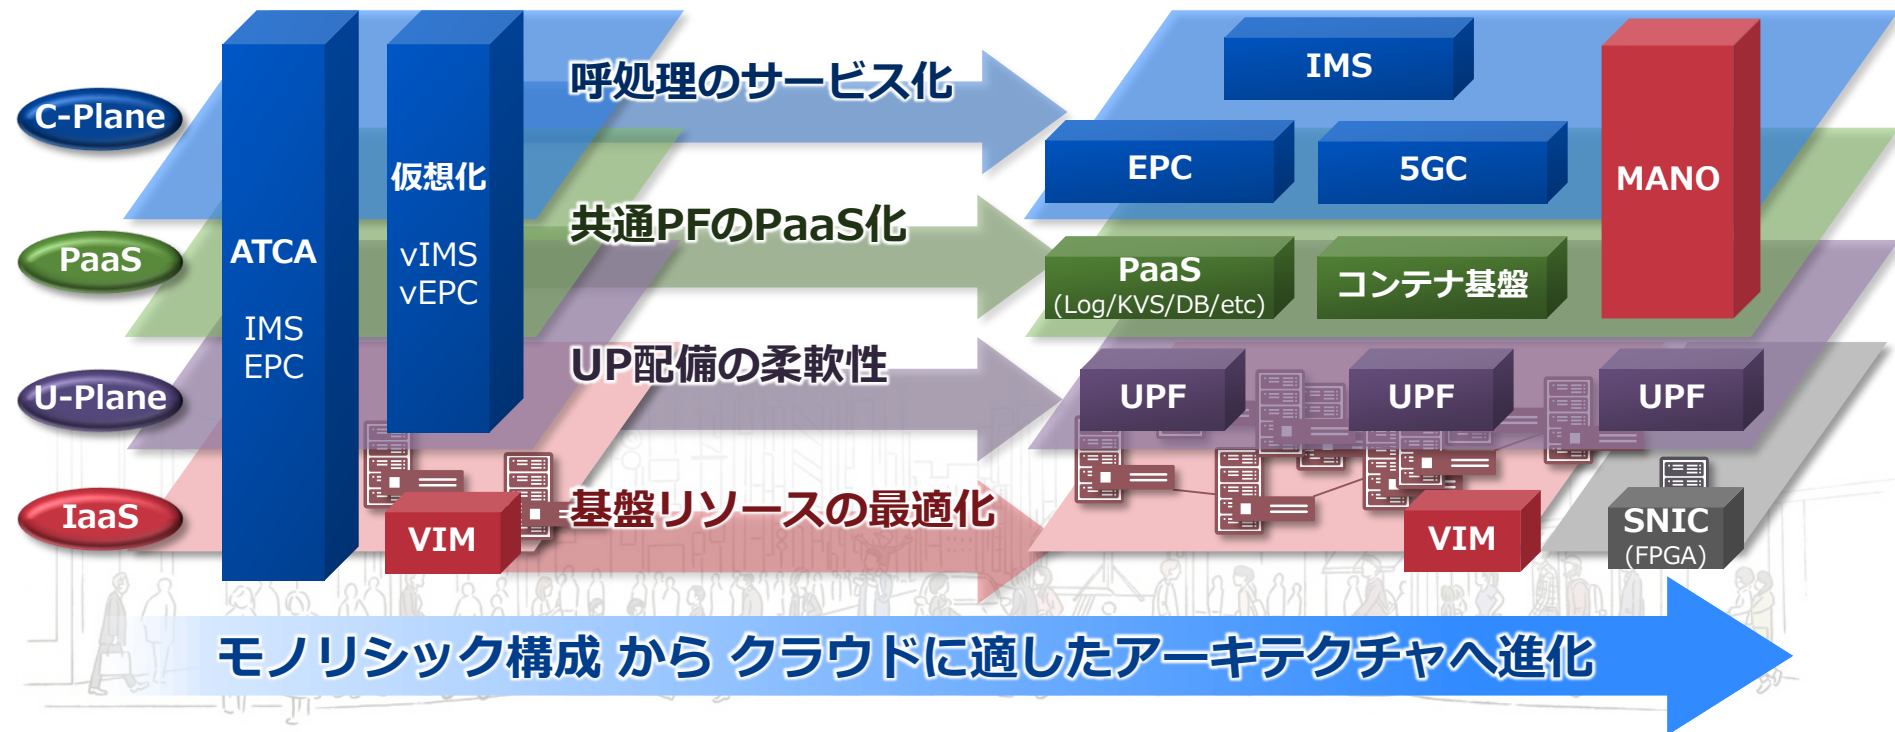 C-Plane
PaaS
U-Plane
IaaS
ATCA
IMS
EPC
仮想化
vIMS
vEPC
VIM
呼処理のサービス化
共通PFのPaaS化
UP配備の柔軟性
基盤リソースの最適化
IMS
EPC
5GC
MANO
PaaS
(Log/KVS/DB/etc)
コンテナ基盤
UPF
UPF
UPF
VIM
SNIC
(FPGA)
モノリシック構成 から クラウドに適したアーキテクチャへ進化